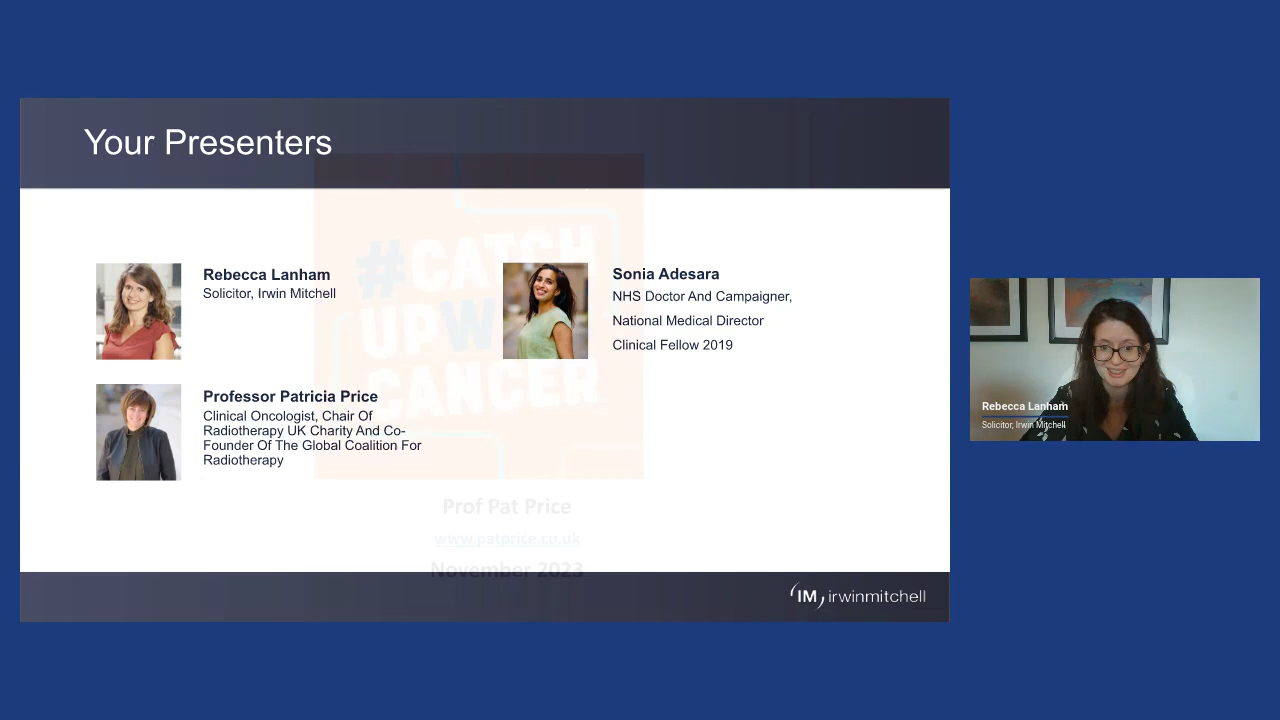 Your Presenters
Rebecca Lanham
Solicitor, Irwin Mitchell
Sonia Adesara
NHS Doctor And Campaigner,
National Medical Director
Clinical Fellow 2019
Professor Patricia Price
Clinical Oncologist, Chair Of
Radiotherapy UK Charity And Co-
Founder Of The Global Coalition For
Radiotherapy
#CATCH
UPW
CANCER
Prof Pat Price
www.patprice.co.uk
November 2023
IM irwinmitchell
Rebecca Lanham
Solicitor, Irwin Mitchell